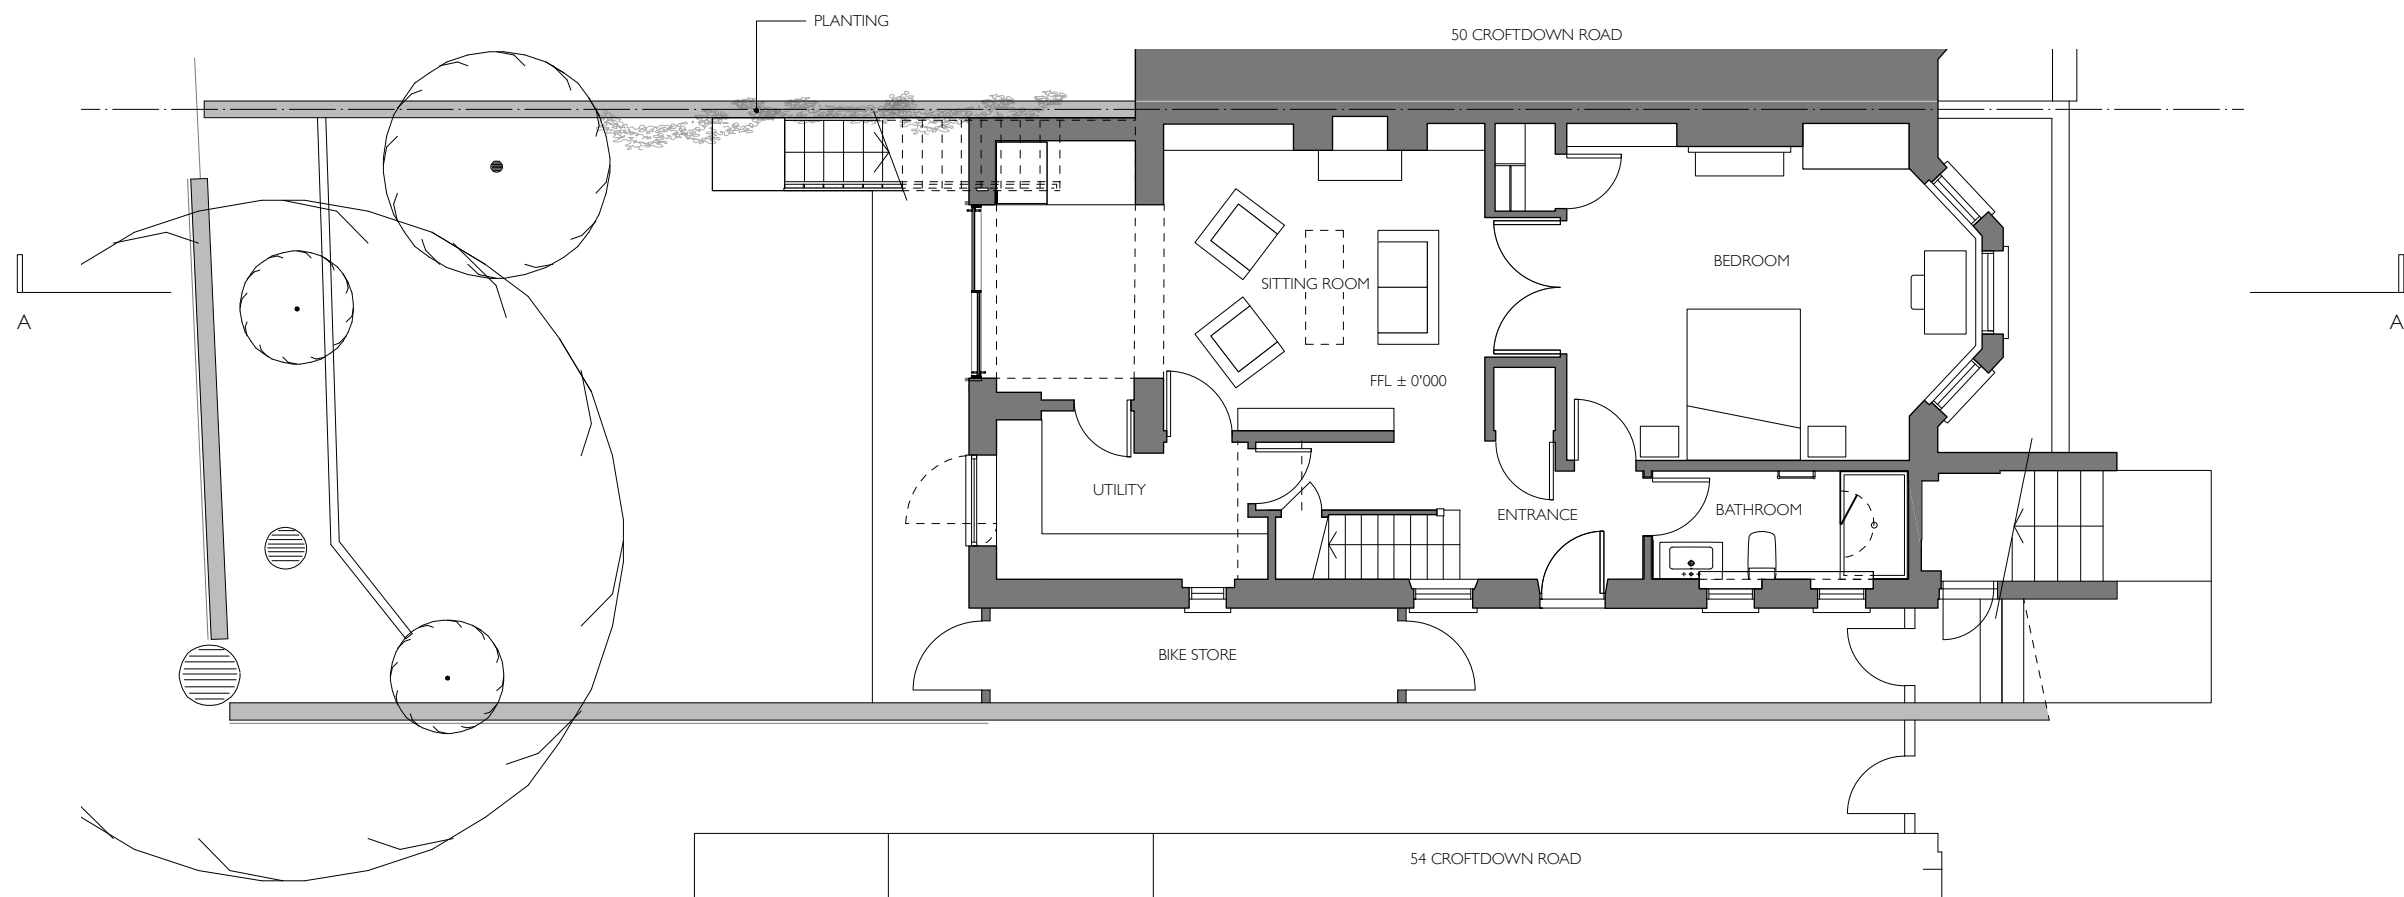 PLANTING
50 CROFTDOWN ROAD
BEDROOM
SITTING ROOM
A
A
FFL ± 0'000
UTILITY
BATHROOM
ENTRANCE
BIKE STORE
54 CROFTDOWN ROAD